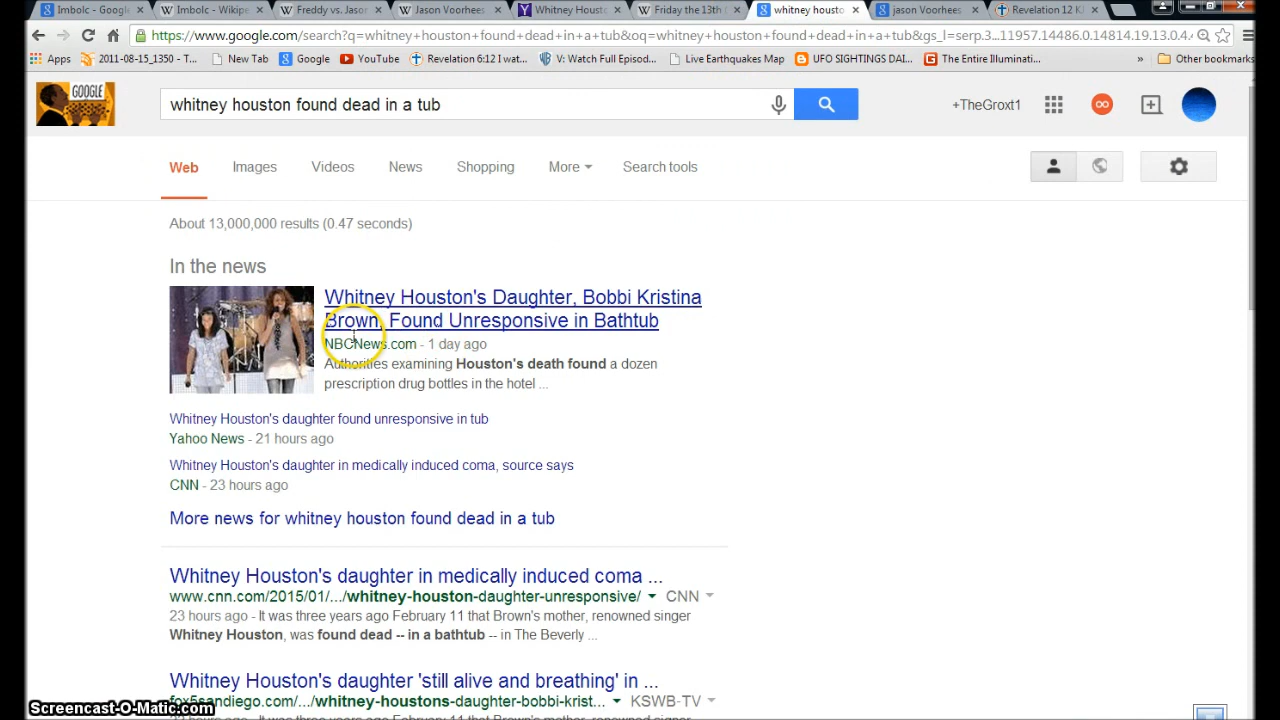 Imbolc - Googl
Imbolc - Wikipe
Freddy vs. Jason
Jason Voorhees
Whitney Houst
Friday the 13th (
whitney housto
jason Voorhees
Revelation 12 K
https://www.google.com/search?q=whitney+houston+found+dead+in+a+tub&oq=whitney+houston+found+dead+in+a+tub&gs_l=serp.3...11957.14486.0.14814.19.13.0.4.
Apps
2011-08-15_1350 - T...
New Tab
Google
YouTube
Revelation 6:12 I wat...
V: Watch Full Episod...
Live Earthquakes Map
UFO SIGHTINGS DAI...
The Entire Illuminati...
»
Other bookmarks
GOOGLE
whitney houston found dead in a tub
+TheGroxt1
Web
Images
Videos
News
Shopping
More
Search tools
About 13,000,000 results (0.47 seconds)
In the news
Whitney Houston's Daughter, Bobbi Kristina
Brown, Found Unresponsive in Bathtub
NBCNews.com - 1 day ago
Authorities examining Houston's death found a dozen
prescription drug bottles in the hotel ...
Whitney Houston's daughter found unresponsive in tub
Yahoo News - 21 hours ago
Whitney Houston's daughter in medically induced coma, source says
CNN - 23 hours ago
More news for whitney houston found dead in a tub
Whitney Houston's daughter in medically induced coma ...
www.cnn.com/2015/01/.../whitney-houston-daughter-unresponsive/ CNN
23 hours ago - It was three years ago February 11 that Brown's mother, renowned singer
Whitney Houston, was found dead -- in a bathtub -- in The Beverly ...
Whitney Houston's daughter 'still alive and breathing' in ...
fox5sandiego.com/.../whitney-houstons-daughter-bobbi-krist... KSWB-TV
Screencast-O-Matic.com